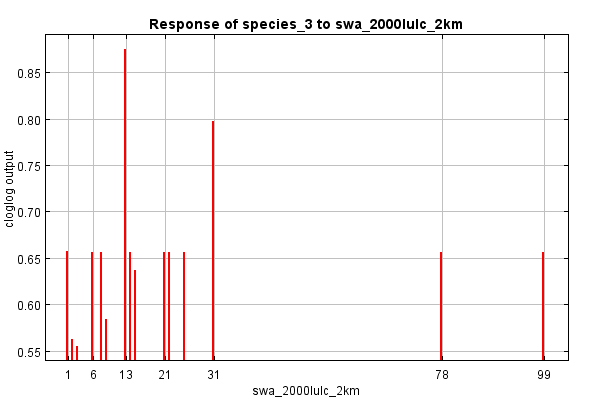 Response of species_3 to swa_2000lulc_2km
cloglog output
0.85
0.80
0.75
0.70
0.65
0.60
0.55
1 6 13 21 31 78 99
swa_2000lulc_2km